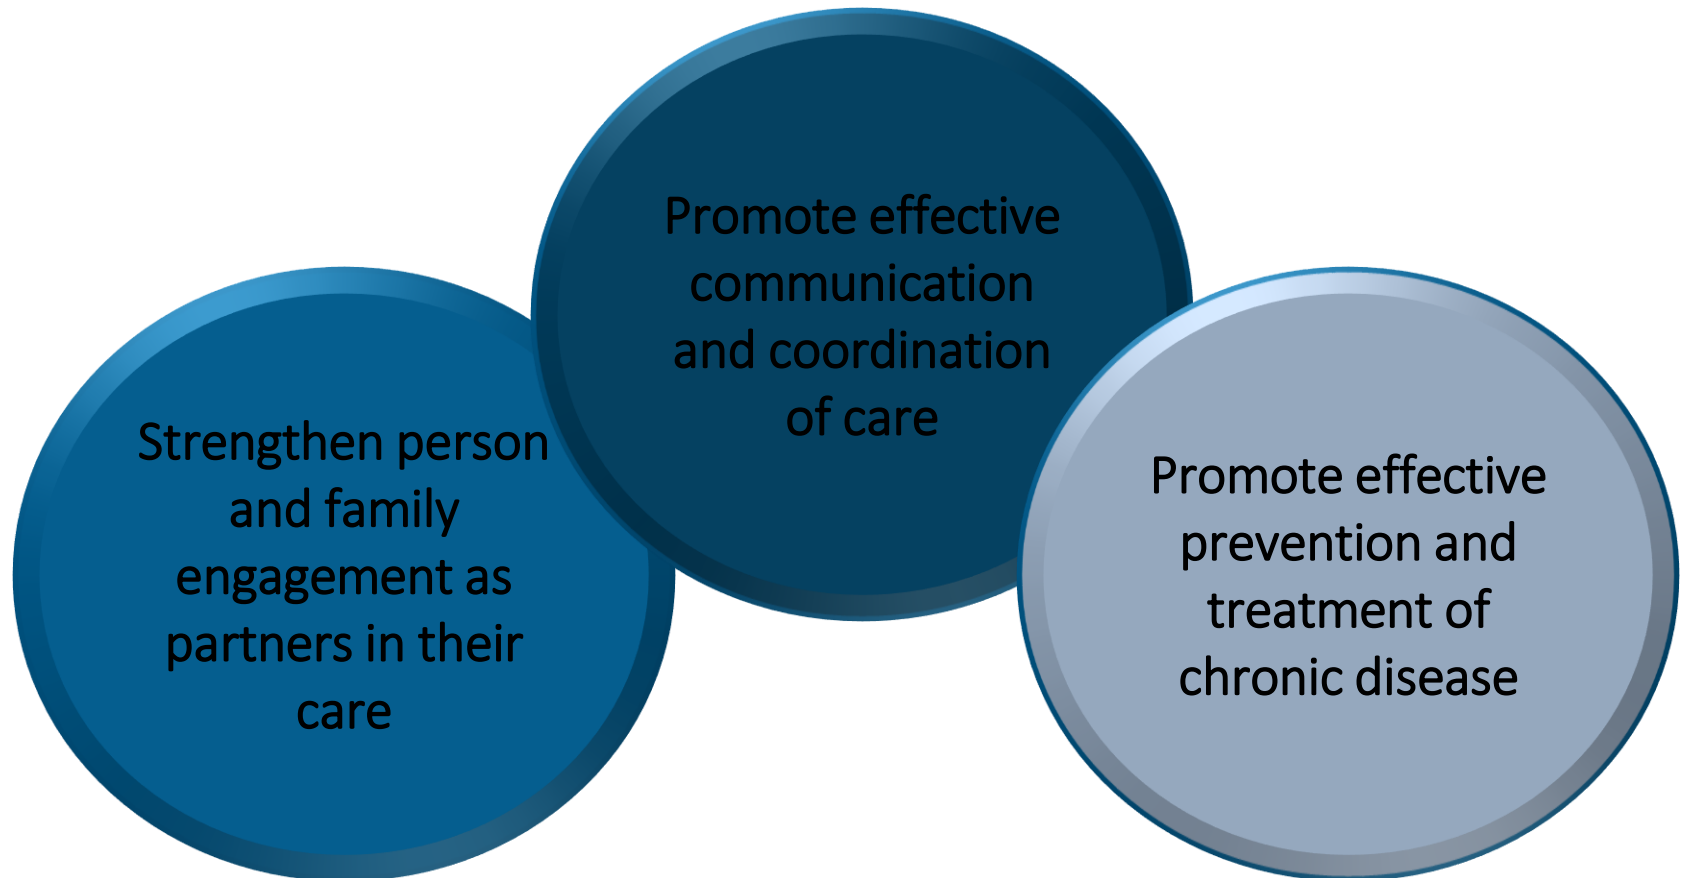 Strengthen person
and family
engagement as
partners in their
care
Promote effective
communication
and coordination
of care
Promote effective
prevention and
treatment of
chronic disease